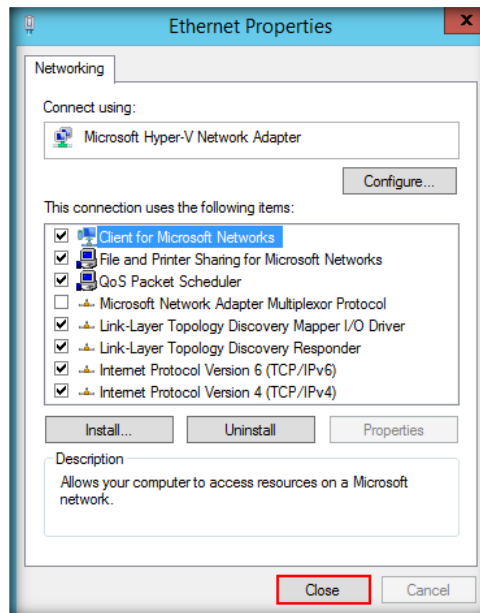 Ethernet Properties
x
Networking
Connect using:
Microsoft Hyper-V Network Adapter
Configure...
This connection uses the following items:
Client for Microsoft Networks
File and Printer Sharing for Microsoft Networks
QoS Packet Scheduler
Microsoft Network Adapter Multiplexor Protocol
Link-Layer Topology Discovery Mapper I/O Driver
Link-Layer Topology Discovery Responder
Internet Protocol Version 6 (TCP/IPv6)
Internet Protocol Version 4 (TCP/IPv4)
Install... Uninstall Properties
Description
Allows your computer to access resources on a Microsoft
network.
Close Cancel